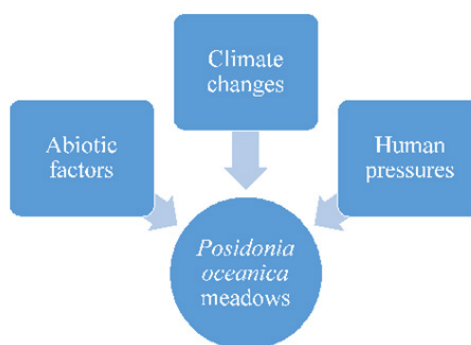 Climate
changes
Abiotic
factors
Human
pressures
Posidonia
oceanica
meadows